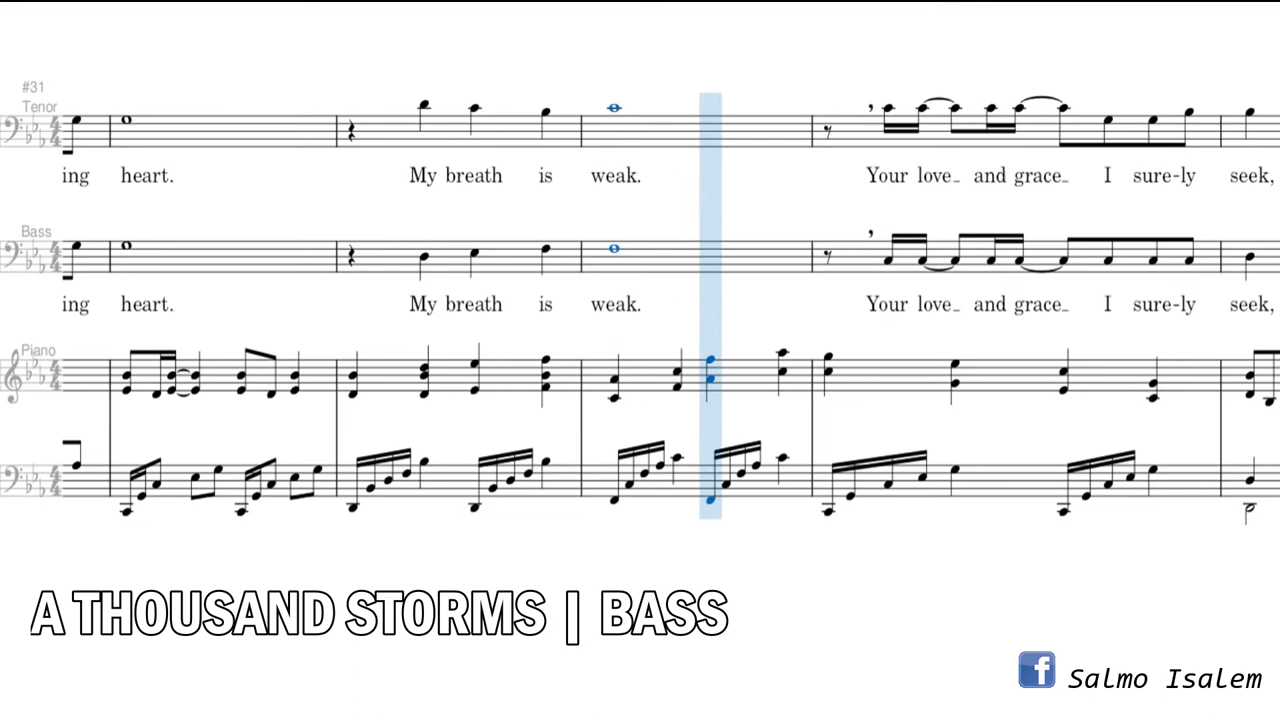 #31
Tenor
ing heart. My breath is weak. Your love_ and grace_ I sure-ly seek,
Bass
ing heart. My breath is weak. Your love_ and grace_ I sure-ly seek,
Piano
A THOUSAND STORMS | BASS
f Salmo Isalem